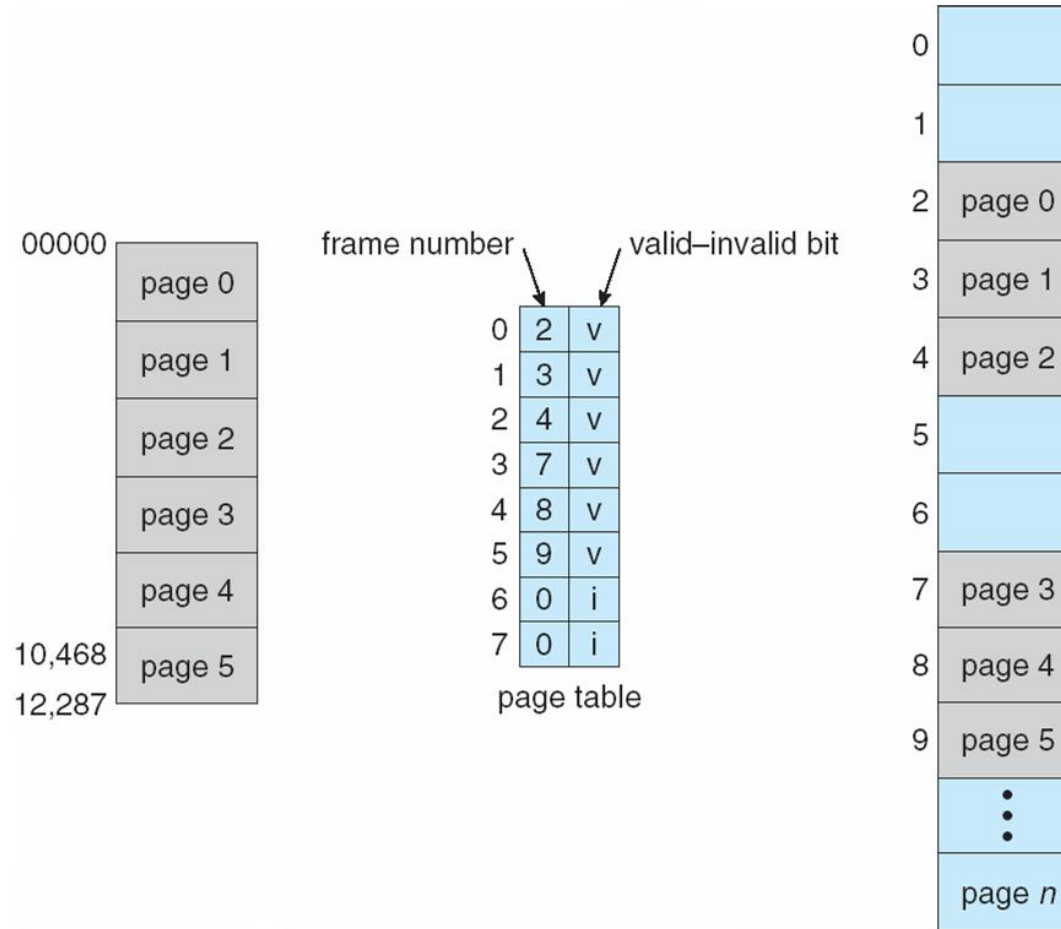 00000
page 0
page 1
page 2
page 3
page 4
10,468
page 5
12,287
frame number
valid–invalid bit
0 2 v
1 3 v
2 4 v
3 7 v
4 8 v
5 9 v
6 0 i
7 0 i
page table
0
1
2 page 0
3 page 1
4 page 2
5
6
7 page 3
8 page 4
9 page 5
page n